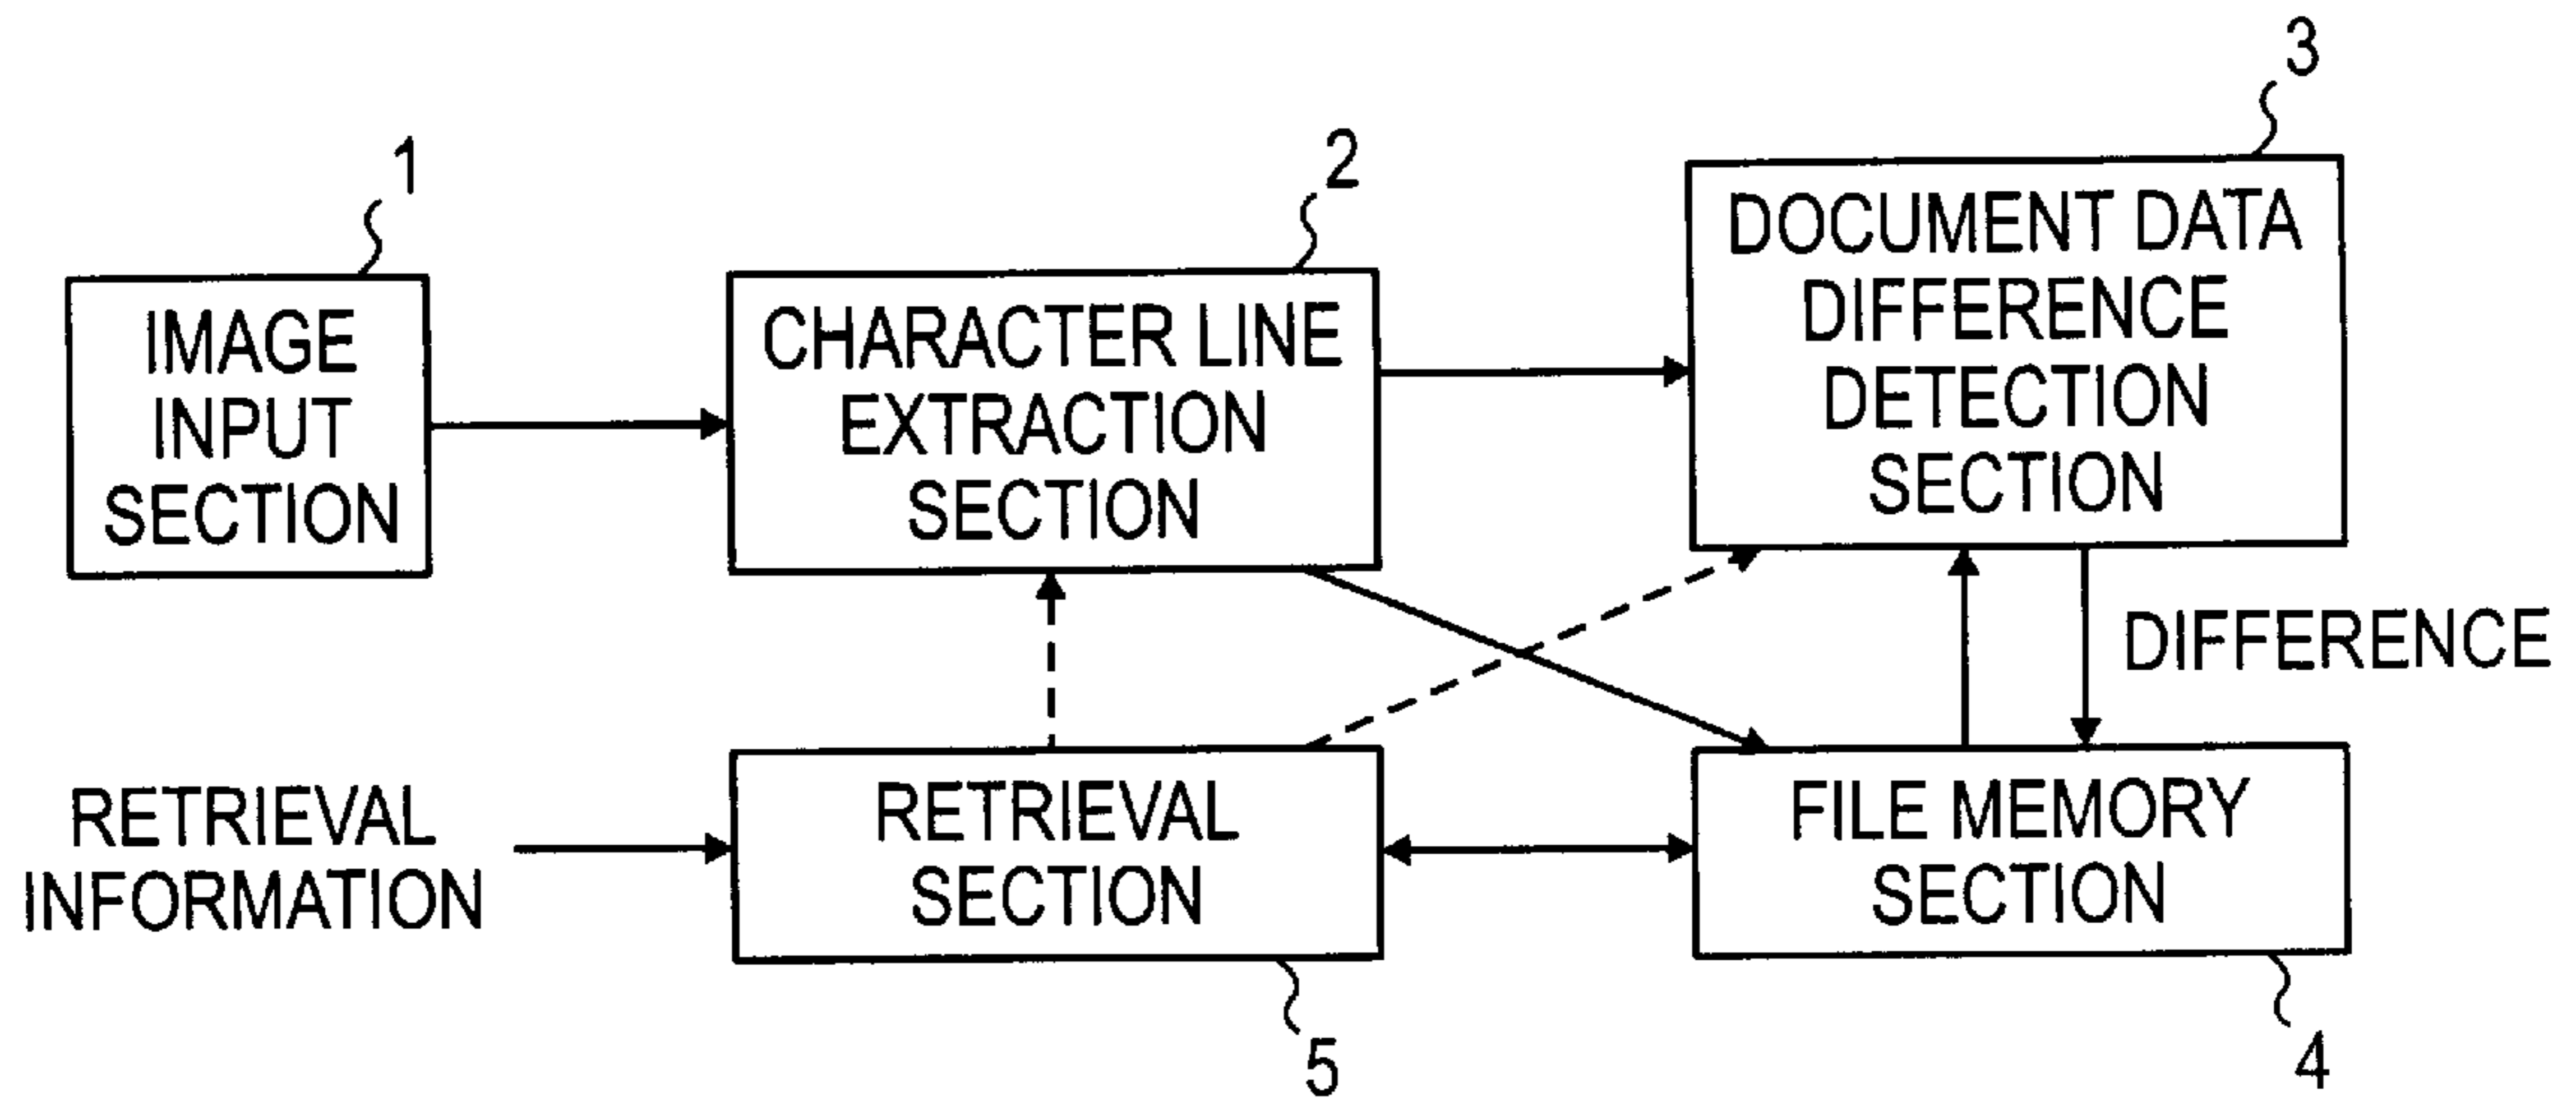 1
IMAGE
INPUT
SECTION
2
CHARACTER LINE
EXTRACTION
SECTION
3
DOCUMENT DATA
DIFFERENCE
DETECTION
SECTION
DIFFERENCE
RETRIEVAL
INFORMATION
RETRIEVAL
SECTION
5
FILE MEMORY
SECTION
4